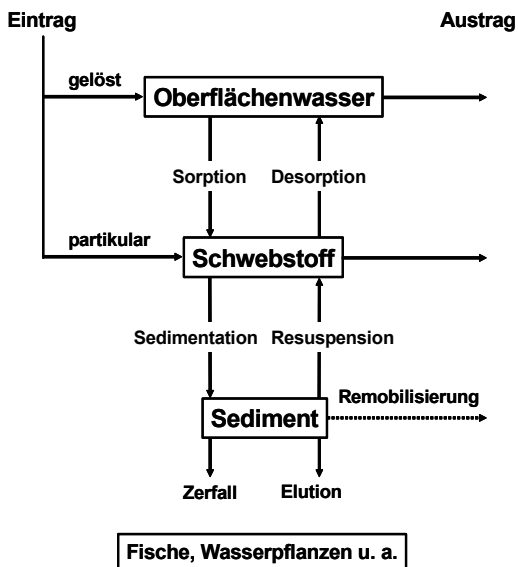 Eintrag
Austrag
gelöst
Oberflächenwasser
Sorption
Desorption
partikular
Schwebstoff
Sedimentation
Resuspension
Remobilisierung
Sediment
Zerfall
Elution
Fische, Wasserpflanzen u. a.